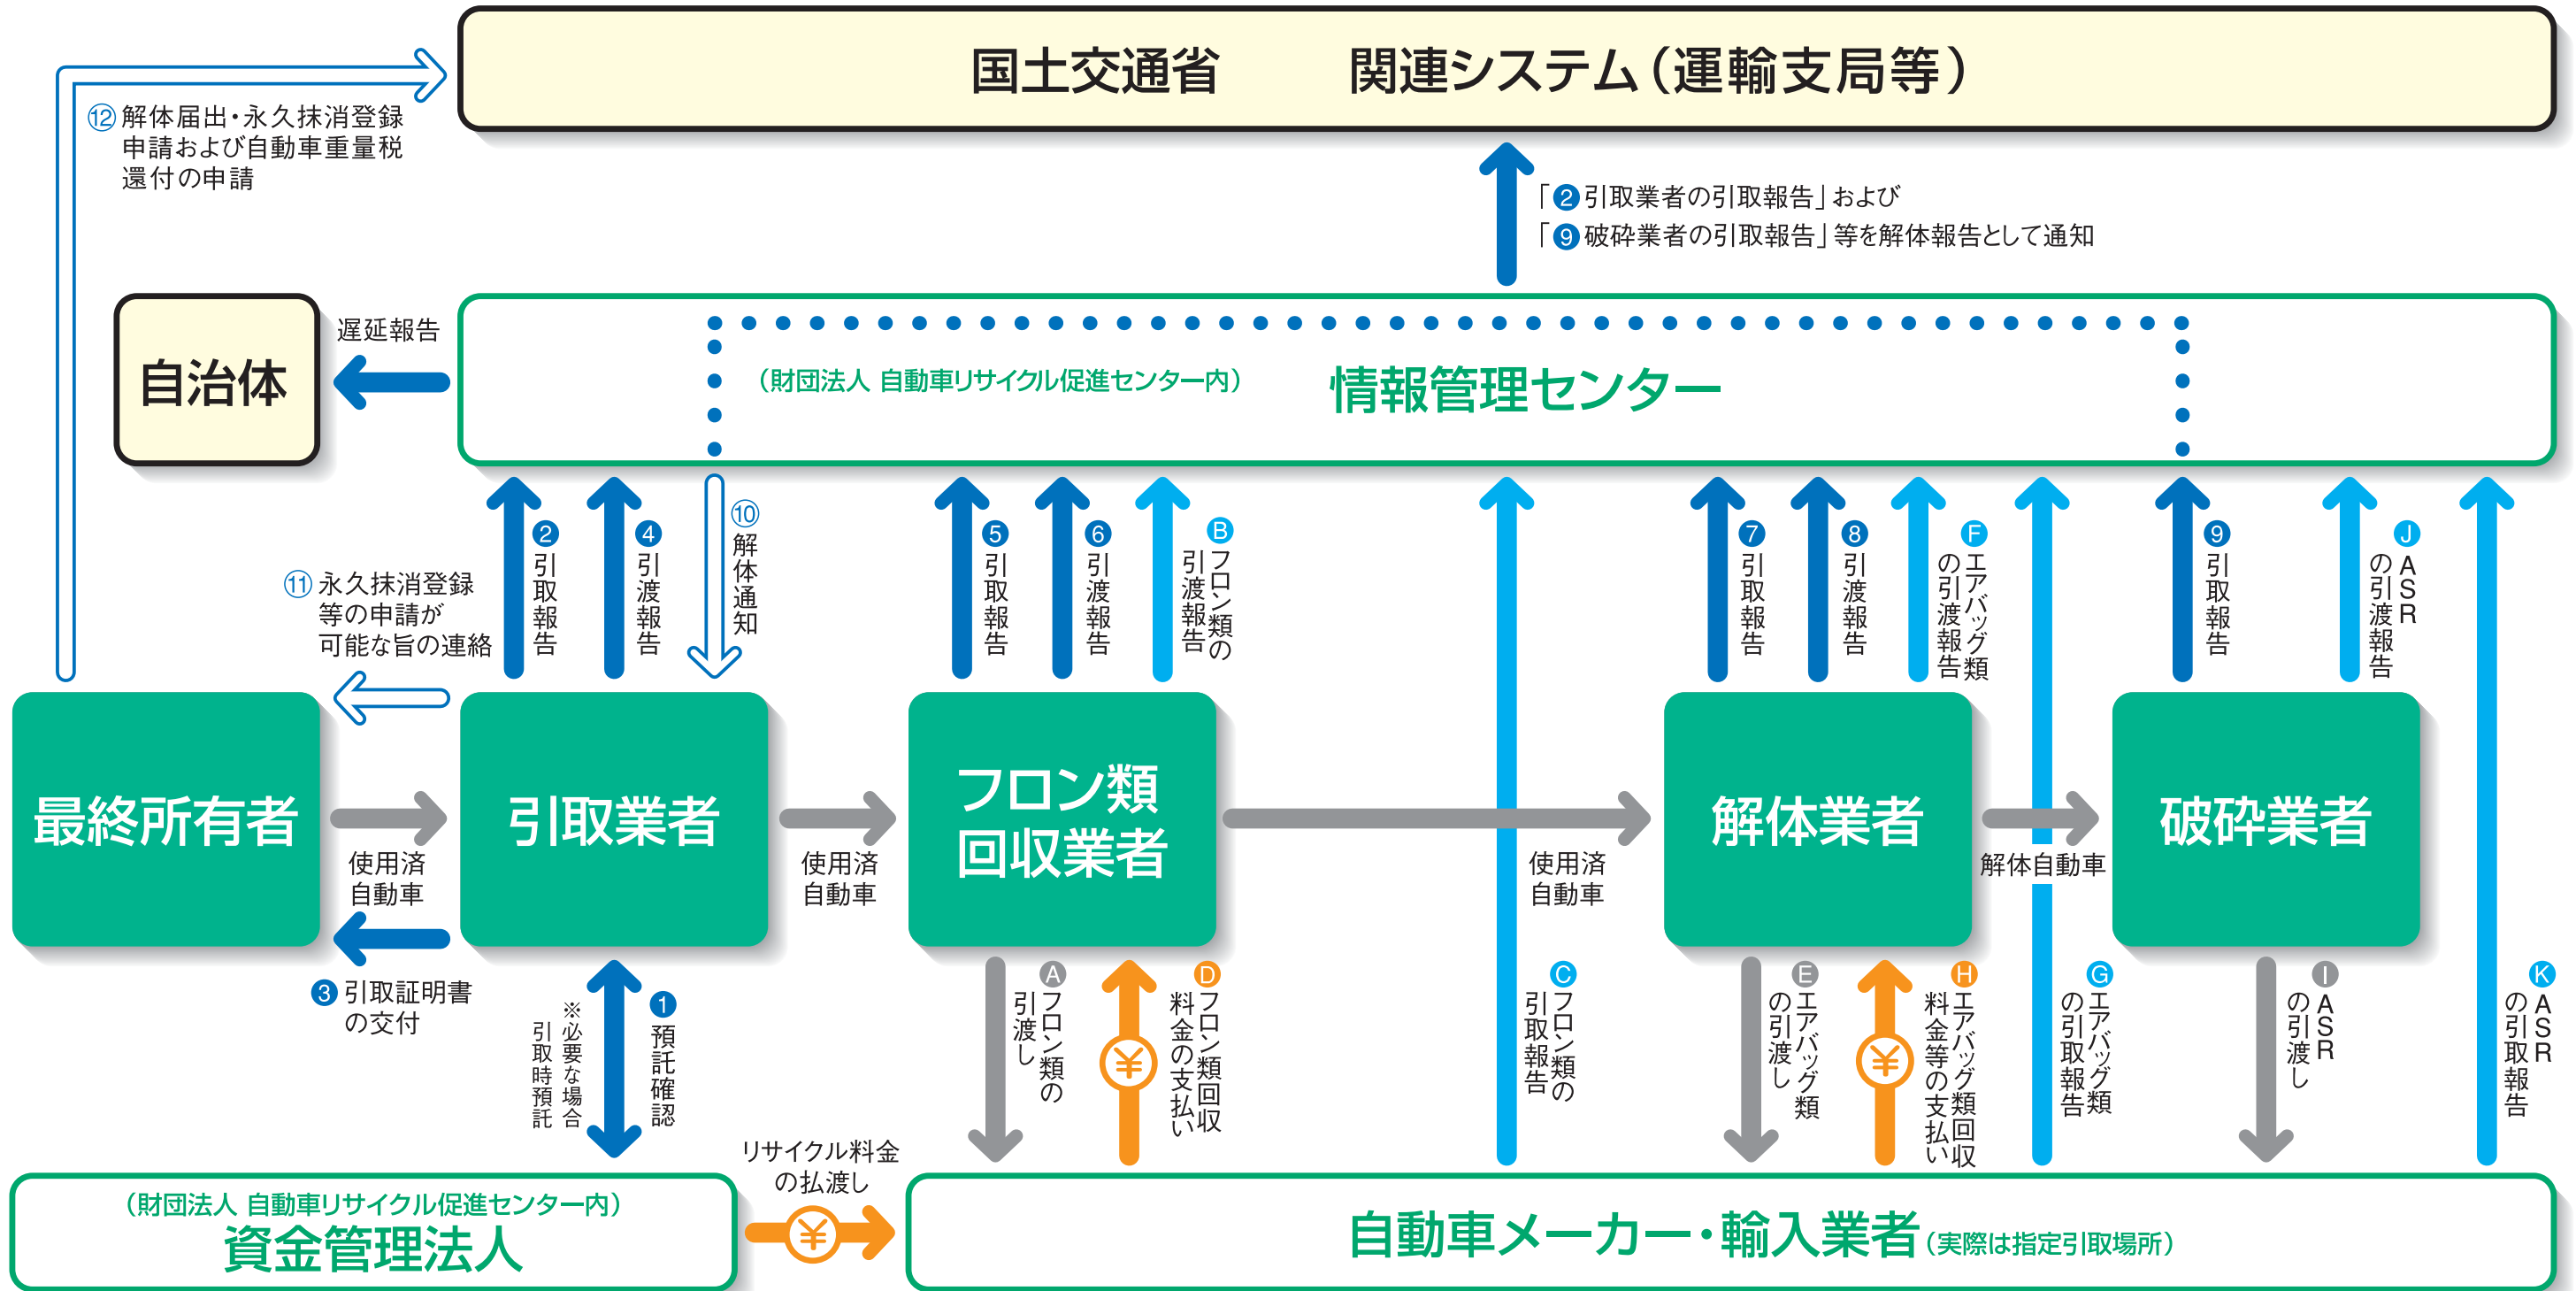 国土交通省 関連システム（運輸支局等）
⑫解体届出・永久抹消登録
申請および自動車重量税
還付の申請
「❷引取業者の引取報告」および
「❾破砕業者の引取報告」等を解体報告として通知
自治体
遅延報告
（財団法人 自動車リサイクル促進センター内） 情報管理センター
❷引取報告
❹引渡報告
⑩解体通知
❺引取報告
❻引渡報告
Ⓑフロン類の
引渡報告
❼引取報告
❽引渡報告
Ⓕエアバッグ類
の引渡報告
❾引取報告
ⒿASR
の引渡報告
⑪永久抹消登録
等の申請が
可能な旨の連絡
最終所有者
使用済
自動車
引取業者
使用済
自動車
フロン類
回収業者
使用済
自動車
解体業者
解体自動車
破砕業者
❸引取証明書
の交付
❶預託確認
※必要な場合
引取時預託
Ⓐフロン類の
引渡し
Ⓓフロン類回収
料金の支払い
Ⓒフロン類の
引取報告
Ⓔエアバッグ類
の引渡し
Ⓗエアバッグ類回収
料金等の支払い
Ⓖエアバッグ類
の引取報告
ⒾASR
の引渡し
ⓀASR
の引取報告
（財団法人 自動車リサイクル促進センター内）
資金管理法人
リサイクル料金
の払渡し
¥
¥
¥
自動車メーカー・輸入業者（実際は指定引取場所）